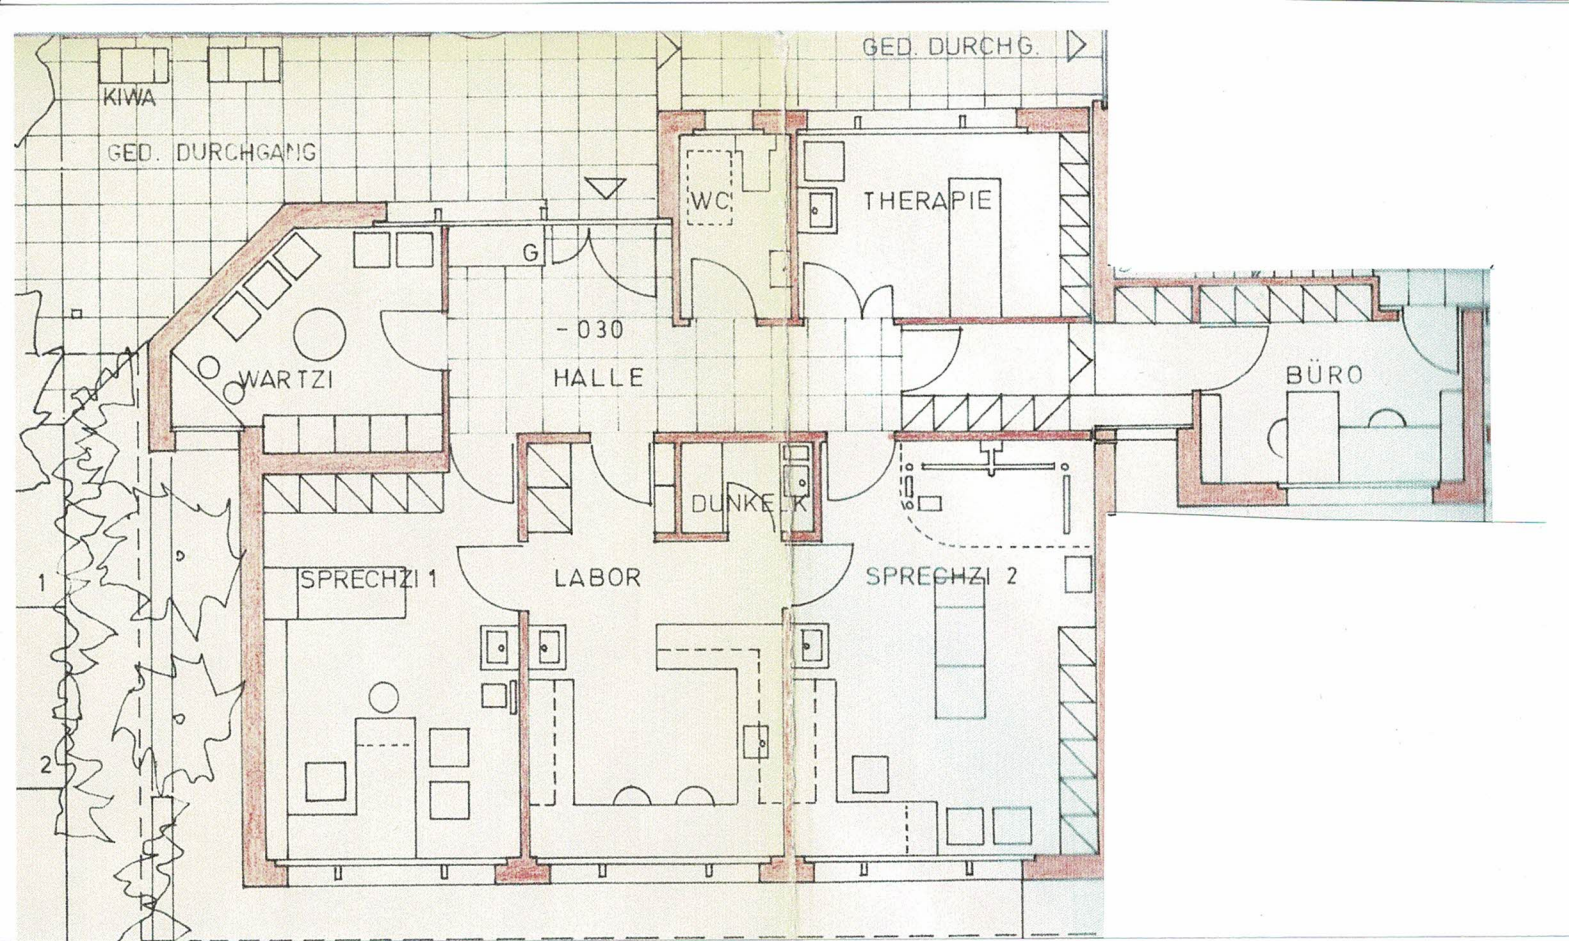 GED. DURCHG.
KIWA
GED. DURCHGANG
WC
THERAPIE
G
-030
HALLE
WARTZI
BÜRO
DUNKELK
1
SPRECHZI 1
LABOR
SPRECHZI 2
2